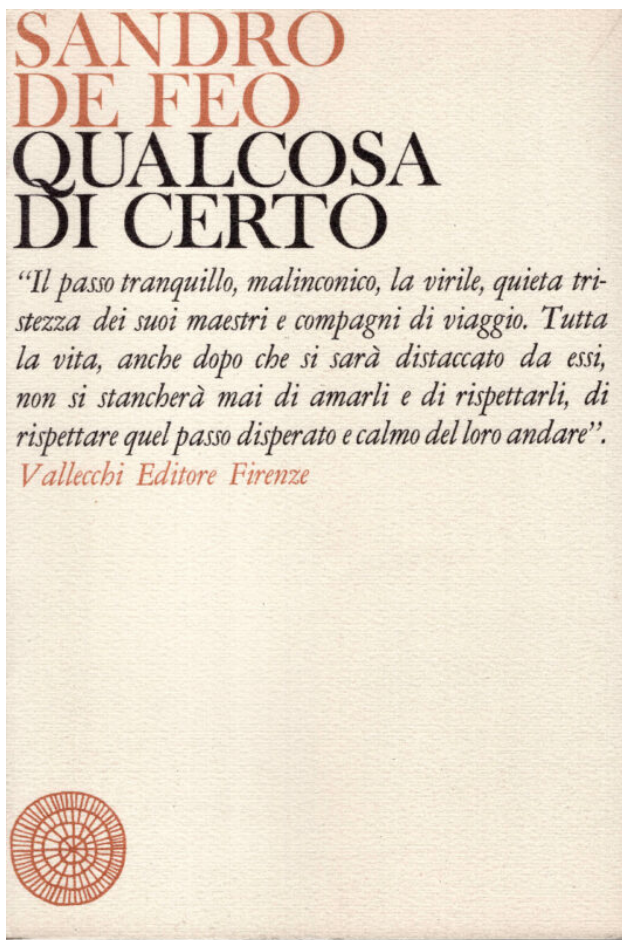 SANDRO
DE FEO
QUALCOSA
DI CERTO
“Il passo tranquillo, malinconico, la virile, quieta tri-
stezza dei suoi maestri e compagni di viaggio. Tutta
la vita, anche dopo che si sarà distaccato da essi,
non si stancherà mai di amarli e di rispettarli, di
rispettare quel passo disperato e calmo del loro andare”.
Vallecchi Editore Firenze